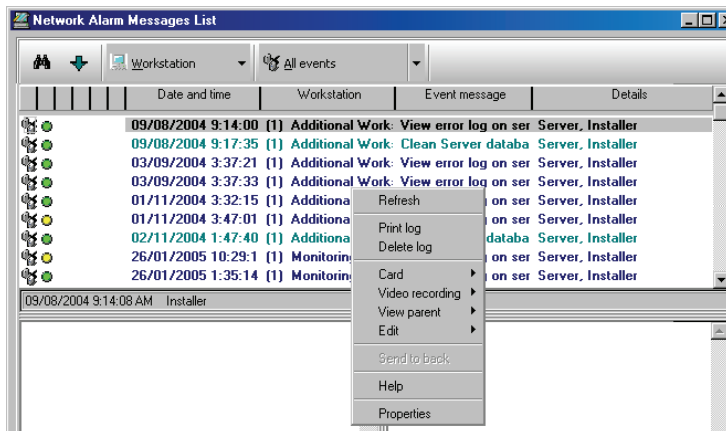 Network Alarm Messages List
Workstation All events
Date and time Workstation Event message Details
09/08/2004 9:14:00 (1) Additional Work: View error log on ser Server, Installer
09/08/2004 9:17:35 (1) Additional Work: Clean Server databa Server, Installer
03/09/2004 3:37:21 (1) Additional Work: View error log on ser Server, Installer
03/09/2004 3:37:33 (1) Additional Work: View error log on ser Server, Installer
01/11/2004 3:32:15 (1) Additiona on ser Server, Installer
01/11/2004 3:47:01 (1) Additiona on ser Server, Installer
02/11/2004 1:47:40 (1) Additiona databa Server, Installer
26/01/2005 10:29:1 (1) Monitoring on ser Server, Installer
26/01/2005 1:35:14 (1) Monitoring on ser Server, Installer
09/08/2004 9:14:08 AM Installer
Refresh
Print log
Delete log
Card
Video recording
View parent
Edit
Send to back
Help
Properties